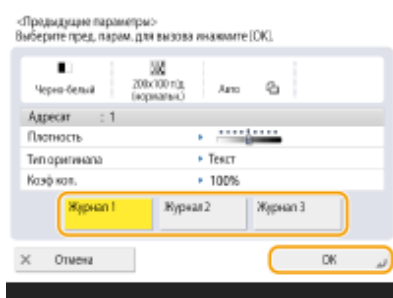 <Предыдущие параметры>
Выберите пред. парам. для вызова и нажмите [OK].
Черно-белый
200x100 т/д
(нормальн.)
Авто
Адресат : 1
Плотность
Тип оригинала ▸ Текст
Коэф коп. ▸ 100%
Журнал 1
Журнал 2
Журнал 3
× Отмена
OK